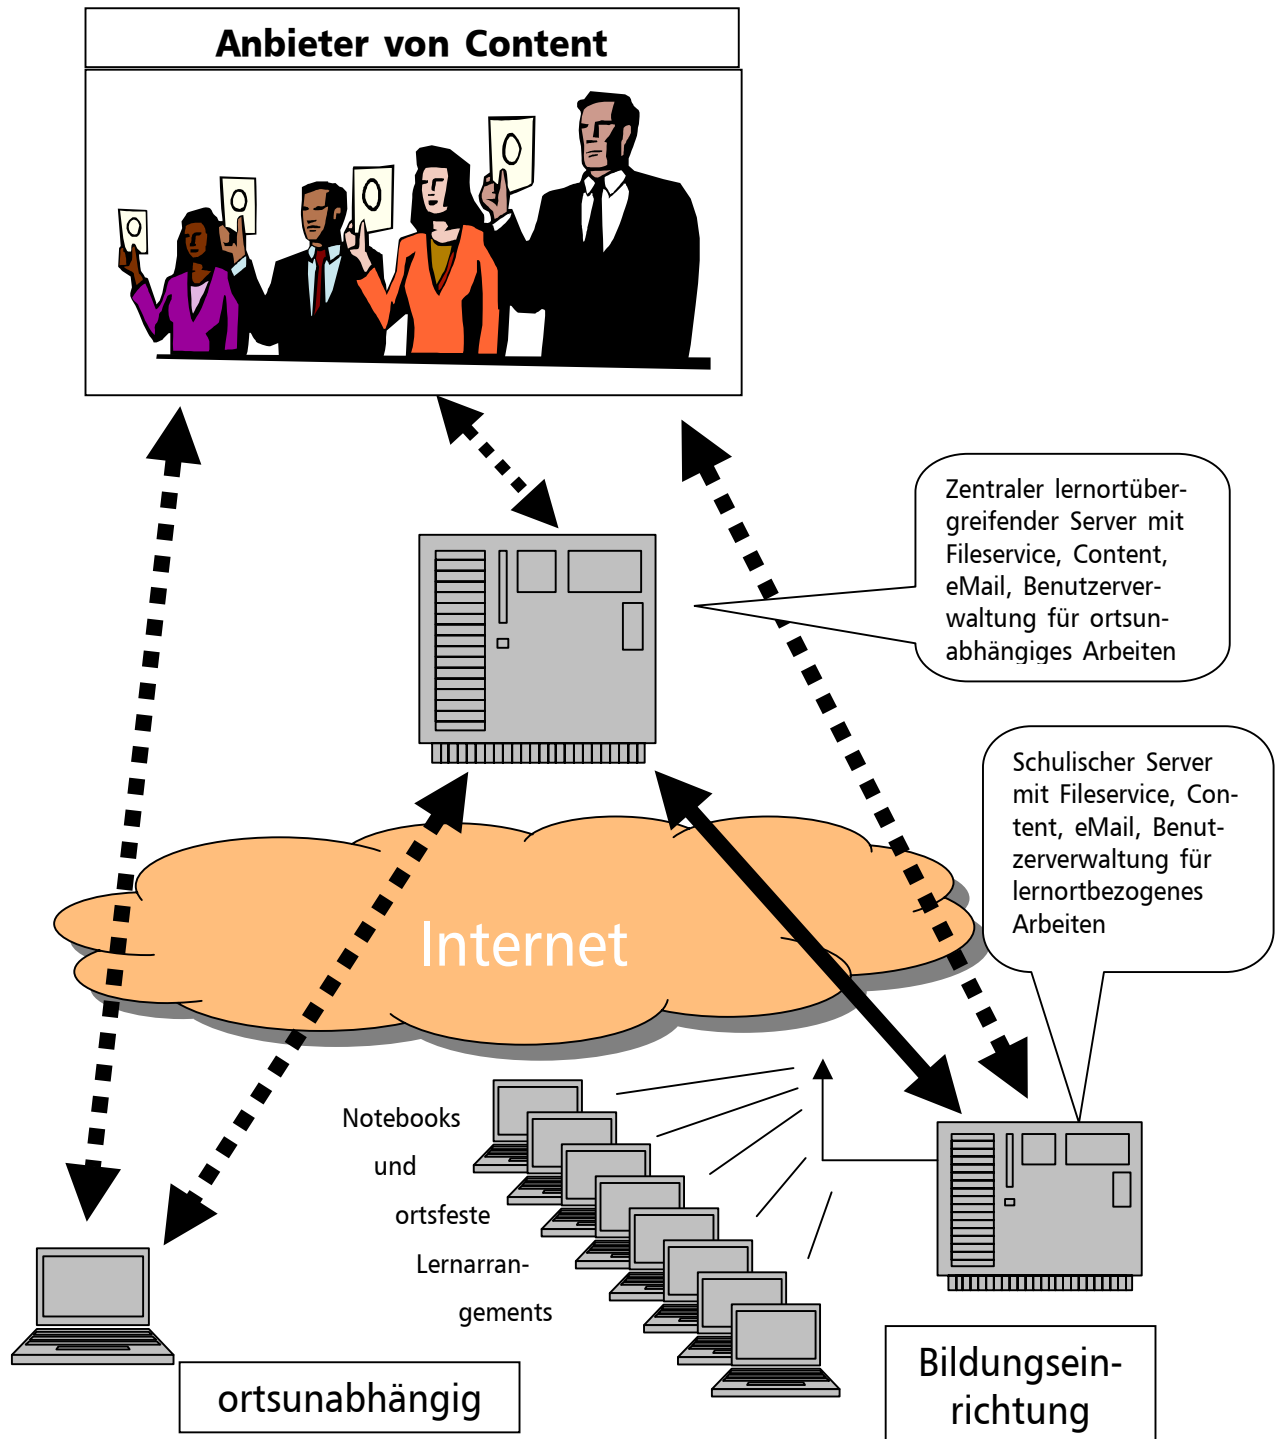 Anbieter von Content
Zentraler lernortüber-
greifender Server mit
Fileservice, Content,
eMail, Benutzerver-
waltung für ortsun-
abhängiges Arbeiten
Schulischer Server
mit Fileservice, Con-
tent, eMail, Benut-
zerverwaltung für
lernortbezogenes
Arbeiten
Internet
Notebooks
und
ortsfeste
Lernarran-
gements
ortsunabhängig
Bildungsein-
richtung